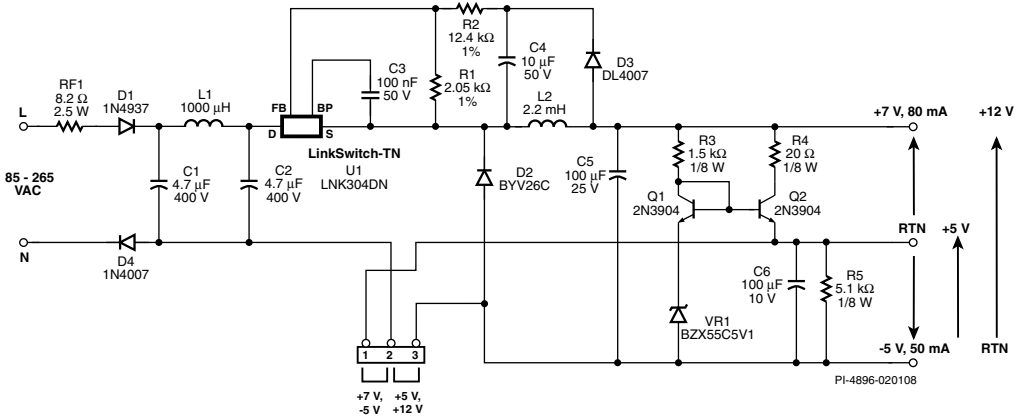 R2
12.4 kΩ
1%
C4
10 µF
50 V
D3
DL4007
C3
100 nF
50 V
R1
2.05 kΩ
1%
RF1
8.2 Ω
2.5 W
D1
1N4937
L1
1000 µH
FB
BP
D
S
L2
2.2 mH
L
+7 V, 80 mA
+12 V
LinkSwitch-TN
U1
LNK304DN
R3
1.5 kΩ
1/8 W
R4
20 Ω
1/8 W
85 - 265
VAC
C1
4.7 µF
400 V
C2
4.7 µF
400 V
D2
BYV26C
C5
100 µF
25 V
Q1
2N3904
Q2
2N3904
RTN
+5 V
N
D4
1N4007
C6
100 µF
10 V
R5
5.1 kΩ
1/8 W
VR1
BZX55C5V1
1 2 3
-5 V, 50 mA
RTN
PI-4896-020108
+7 V,
-5 V
+5 V,
+12 V